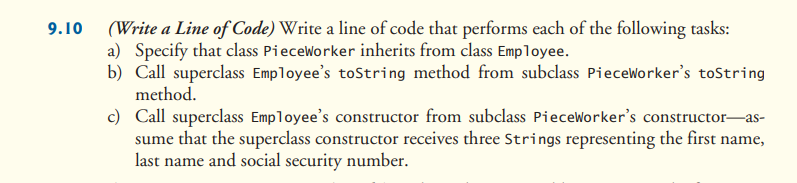 9.10 (Write a Line of Code) Write a line of code that performs each of the following tasks:
a) Specify that class PieceWorker inherits from class Employee.
b) Call superclass Employee's toString method from subclass PieceWorker's toString
method.
c) Call superclass Employee's constructor from subclass PieceWorker's constructor—as-
sume that the superclass constructor receives three Strings representing the first name,
last name and social security number.